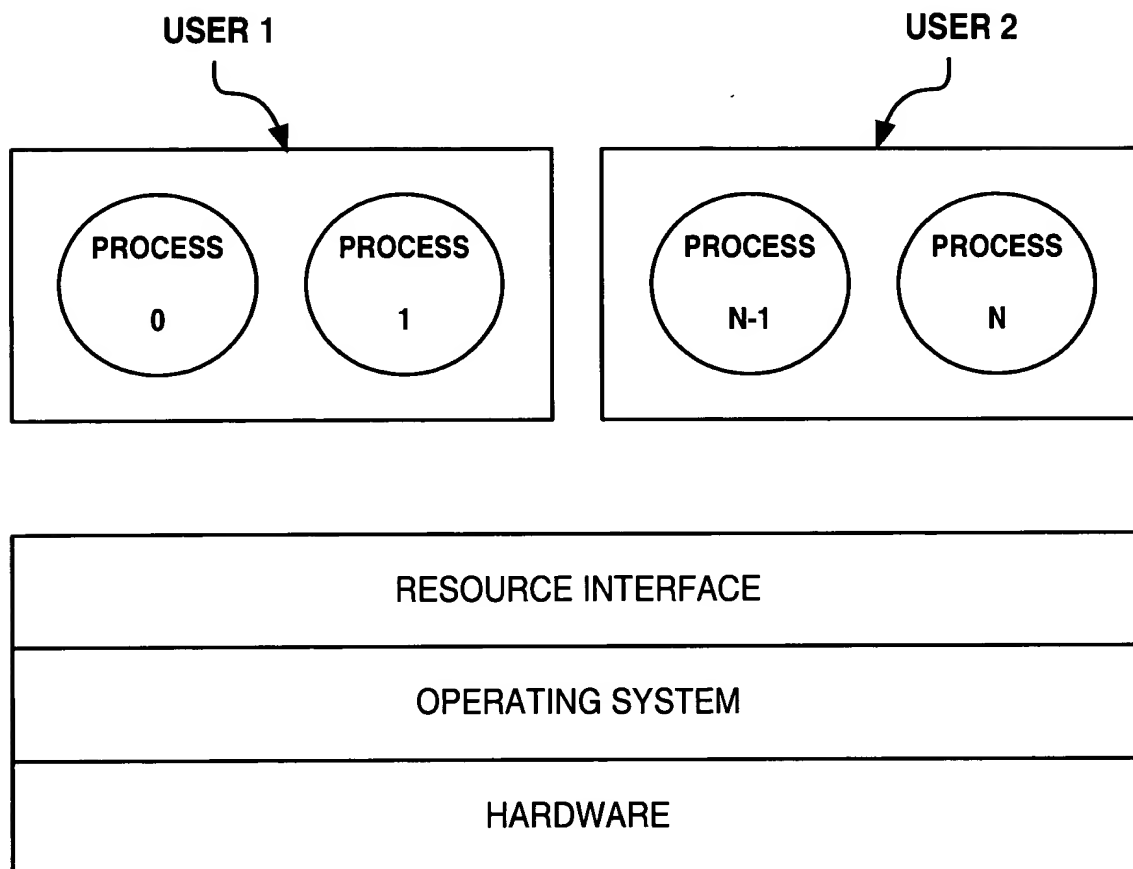 USER 1
USER 2
PROCESS
0
PROCESS
1
PROCESS
N-1
PROCESS
N
RESOURCE INTERFACE
OPERATING SYSTEM
HARDWARE